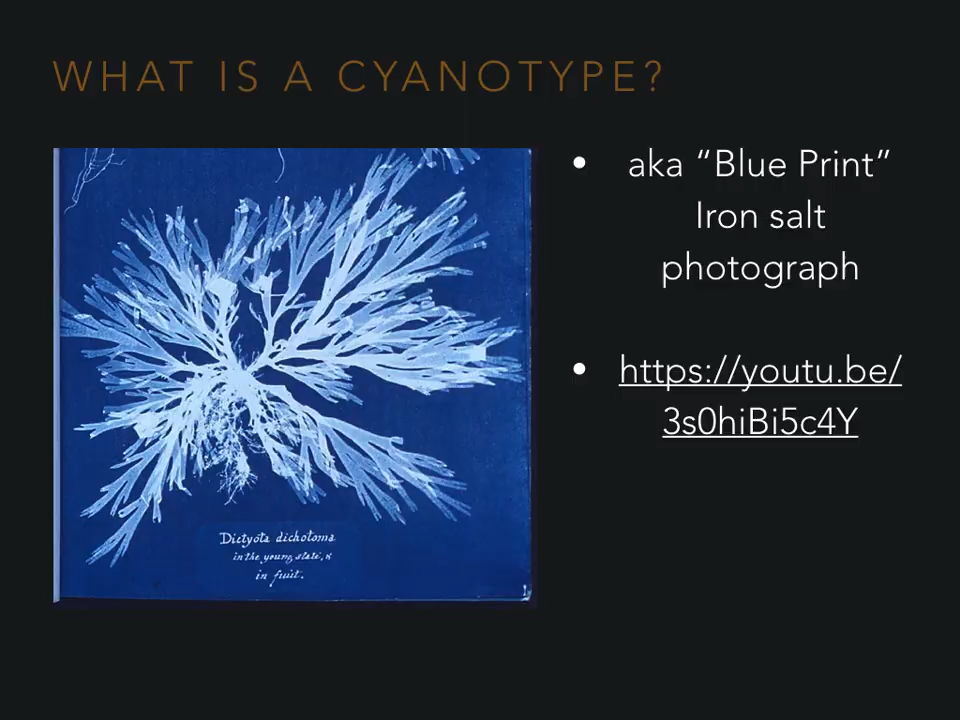 WHAT IS A CYANOTYPE?
• aka “Blue Print”
Iron salt
photograph
• https://youtu.be/
3s0hiBi5c4Y
Dictyota dichotoma
in the young state, &
in fruit.